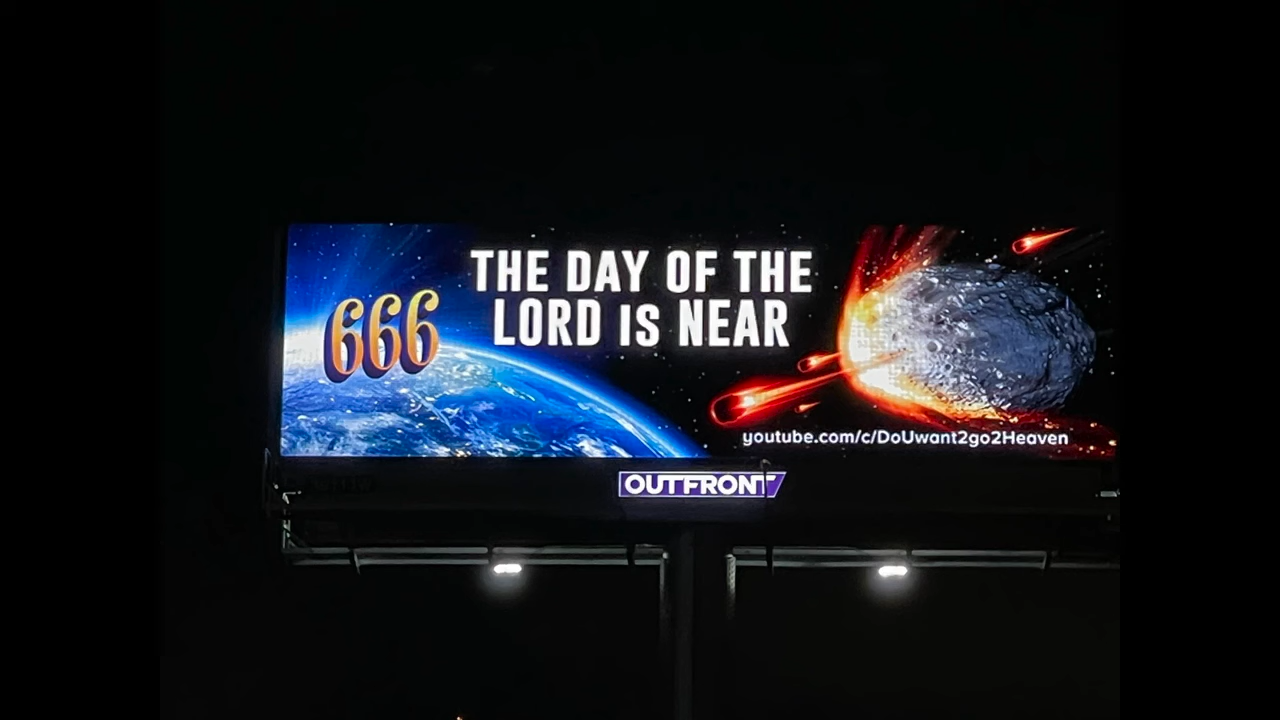 666
THE DAY OF THE
LORD IS NEAR
youtube.com/c/DoUwant2go2Heaven
OUTFRONT